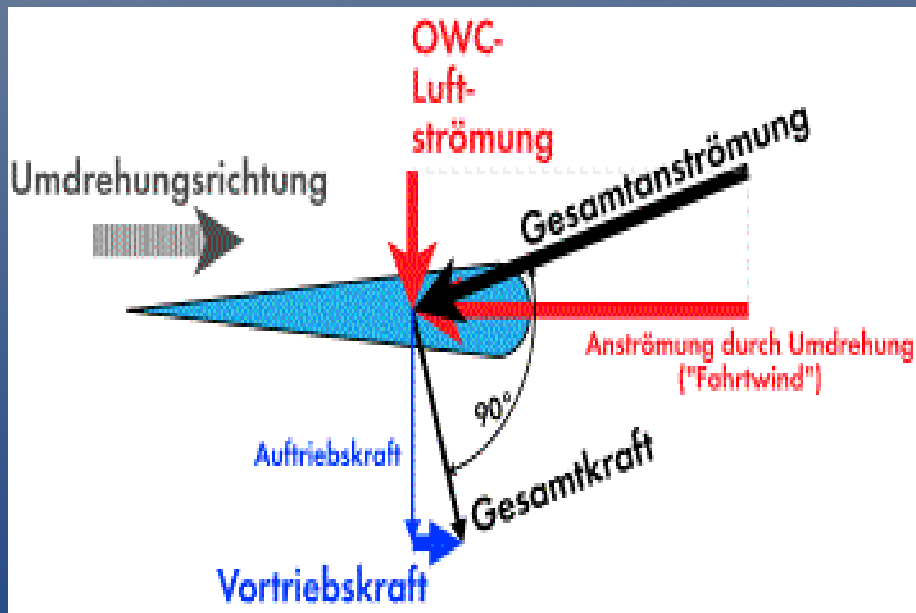 OWC-
Luft-
strömung
Umdrehungsrichtung
Gesamtanströmung
Anströmung durch Umdrehung
("Fahrtwind")
90°
Auftriebskraft
Gesamtkraft
Vortriebskraft